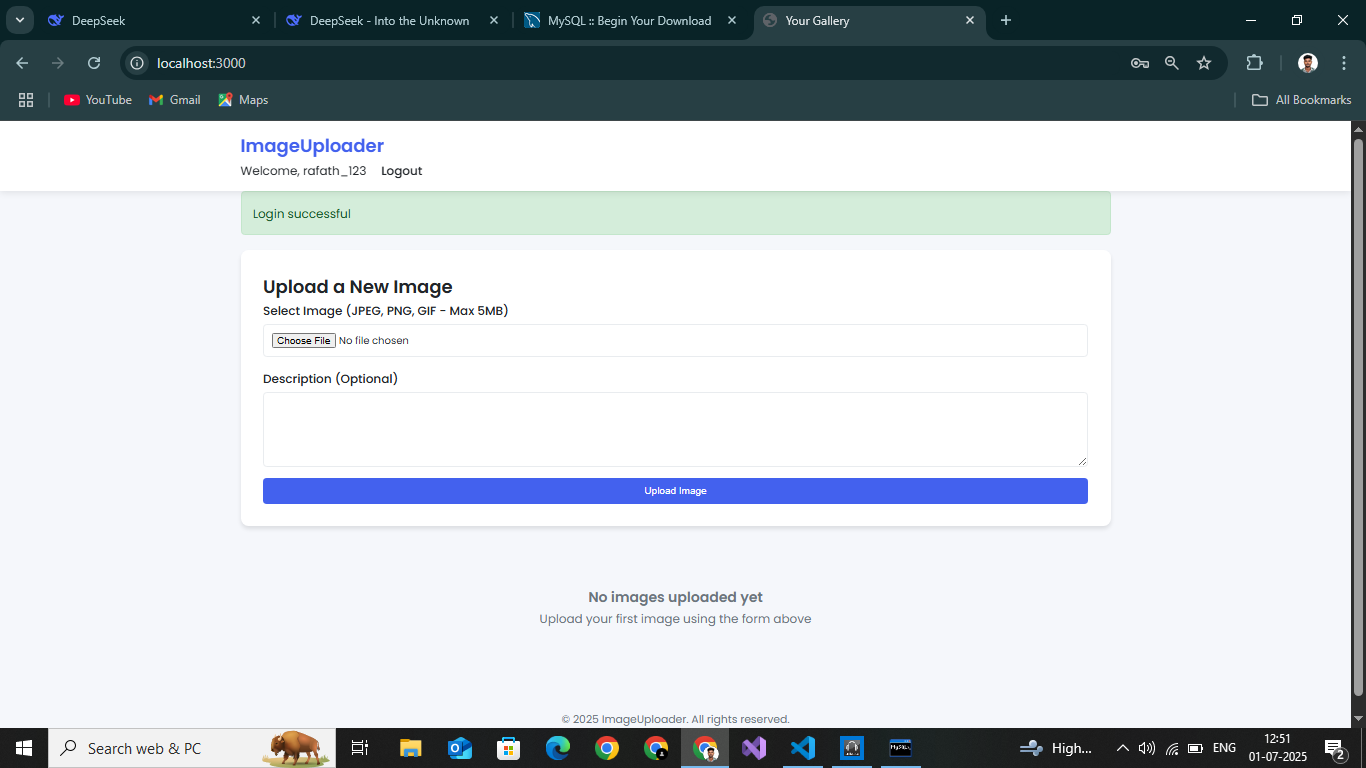 DeepSeek
DeepSeek - Into the Unknown
MySQL :: Begin Your Download
Your Gallery
localhost:3000
YouTube
Gmail
Maps
All Bookmarks
ImageUploader
Welcome, rafath_123 Logout
Login successful
Upload a New Image
Select Image (JPEG, PNG, GIF - Max 5MB)
Choose File No file chosen
Description (Optional)
Upload Image
No images uploaded yet
Upload your first image using the form above
© 2025 ImageUploader. All rights reserved.
Search web & PC
High...
ENG
12:51
01-07-2025
2